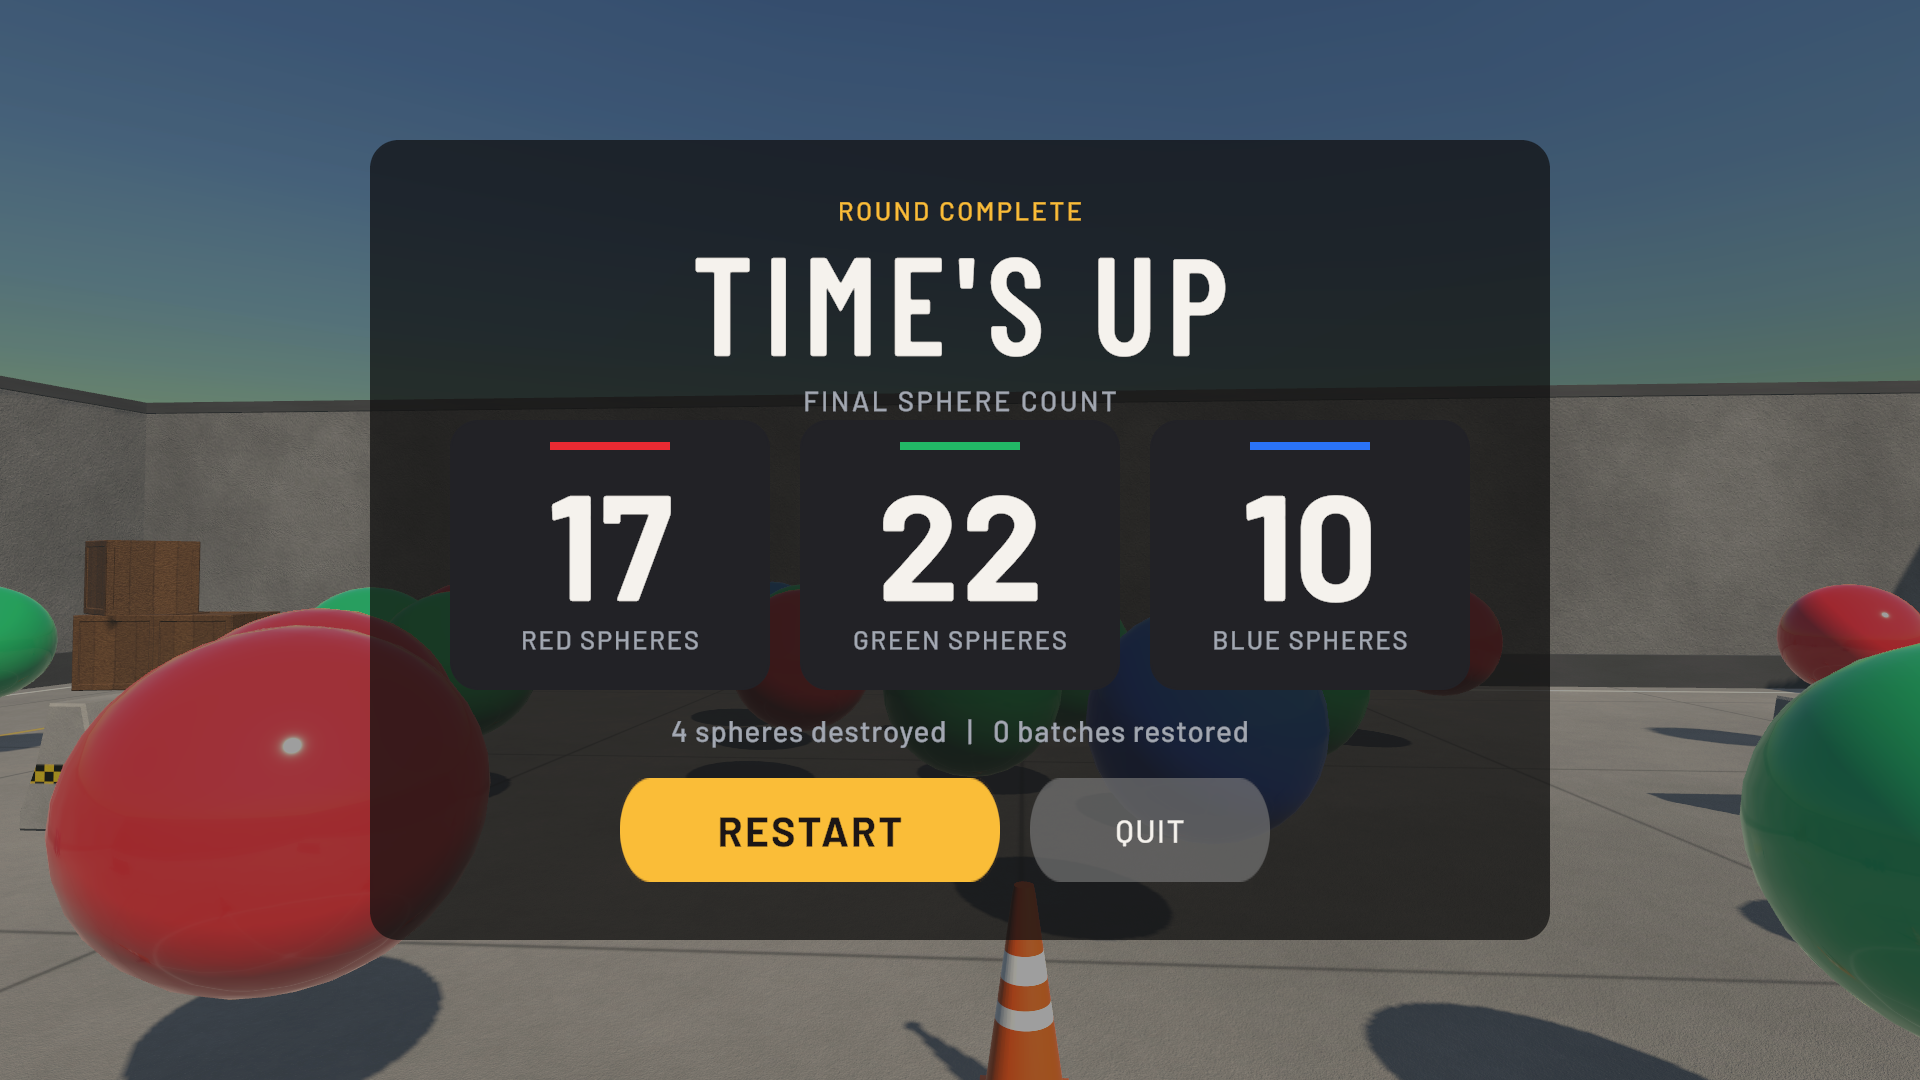 ROUND COMPLETE
TIME'S UP
FINAL SPHERE COUNT
17 22 10
RED SPHERES GREEN SPHERES BLUE SPHERES
4 spheres destroyed | 0 batches restored
RESTART QUIT